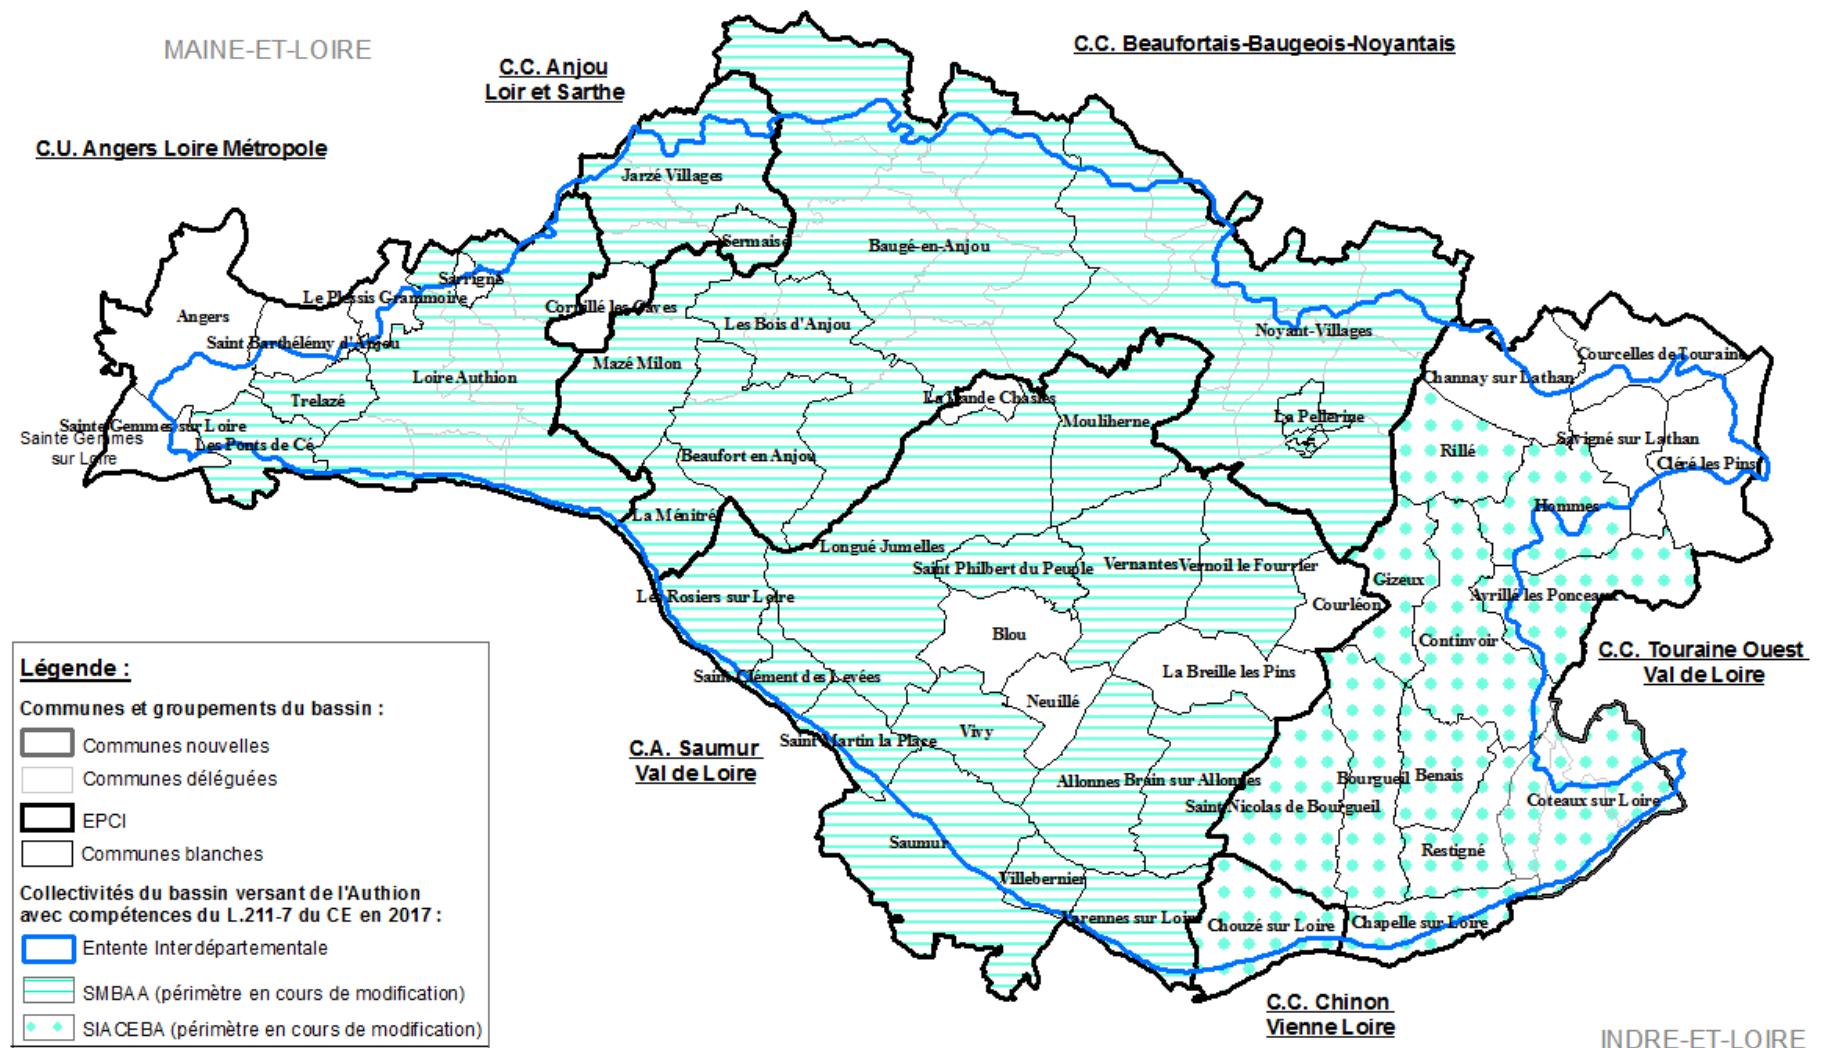 MAINE-ET-LOIRE
C.C. Beaufortais-Baugeois-Noyantais
C.C. Anjou
Loir et Sarthe
C.U. Angers Loire Métropole
Jarzé Villages
Sermaise
Baugé-en-Anjou
Sarrigné
Le Plessis Grammoire
Corpillé les Caves
Angers
Les Bois d'Anjou
Noyant-Villages
Saint Barthélémy d'Anjou
Courcelles de Touraine
Mazé Milon
Loire Authion
Channay sur Lathan
Trelazé
La Lande Chasles
Mouliherne
La Pellerine
Sainte Gemmes sur Loire
Sainte Gemmes
sur Loire
Les Ponts de Cé
Savigné sur Lathan
Rillé
Beaufort en Anjou
Cléré les Pins
Hommes
La Ménitré
Longué Jumelles
Saint Philbert du Peuple
Vernantes
Vernoil le Fourrier
Gizeux
Avrillé les Ponceaux
Les Rosiers sur Loire
Courléon
Blou
Continvoir
C.C. Touraine Ouest
Val de Loire
La Breille les Pins
Saint Clément des Levées
Neuillé
Vivy
Saint Martin la Place
C.A. Saumur
Val de Loire
Allonnes
Brain sur Allonnes
Bourgueil
Benais
Saint Nicolas de Bourgueil
Coteaux sur Loire
Saumur
Restigné
Villebernier
Varennes sur Loire
Chouzé sur Loire
Chapelle sur Loire
C.C. Chinon
Vienne Loire
INDRE-ET-LOIRE
Légende :
Communes et groupements du bassin :
Communes nouvelles
Communes déléguées
EPCI
Communes blanches
Collectivités du bassin versant de l'Authion
avec compétences du L.211-7 du CE en 2017 :
Entente Interdépartementale
SMBAA (périmètre en cours de modification)
SIACEBA (périmètre en cours de modification)